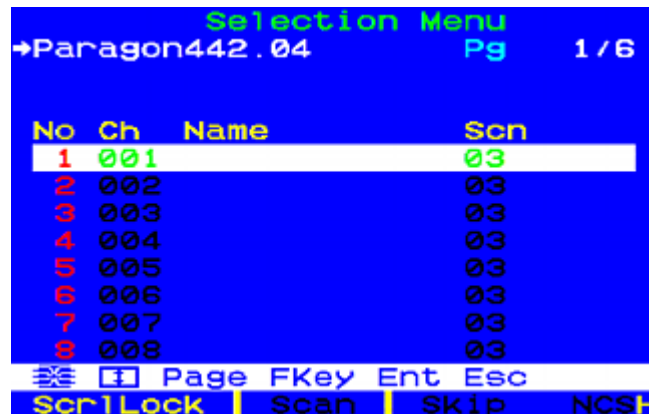 Selection Menu
➔Paragon442.04 Pg 1/6
No Ch Name Scn
1 001 03
2 002 03
3 003 03
4 004 03
5 005 03
6 006 03
7 007 03
8 008 03
Page FKey Ent Esc
ScrlLock Scan Skip NCSH